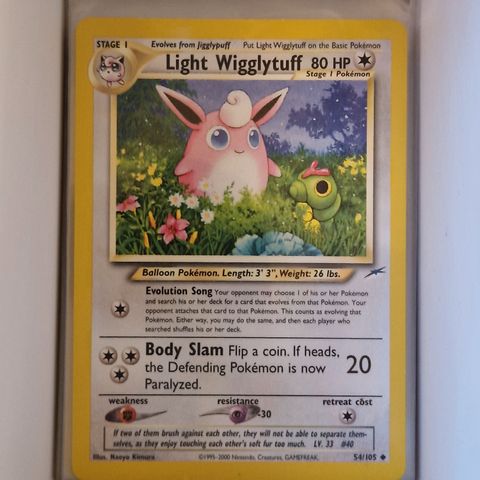 STAGE 1 Evolves from Jigglypuff Put Light Wigglytuff on the Basic Pokémon
Light Wigglytuff 80 HP
Stage 1 Pokémon
Balloon Pokémon. Length: 3' 3", Weight: 26 lbs.
Evolution Song Your opponent may choose 1 of his or her Pokémon
and search his or her deck for a card that evolves from that Pokémon. Your
opponent attaches that card to that Pokémon. This counts as evolving that
Pokémon. Either way, you may do the same, and then each player who
searched shuffles his or her deck.
Body Slam Flip a coin. If heads,
the Defending Pokémon is now
Paralyzed.
20
weakness resistance retreat cost
-30
If two of them brush against each other, they will not be able to separate them-
selves, as they enjoy touching each other's soft fur too much. LV. 33 #40
Illus. Naoyo Kimura ©1995-2000 Nintendo, Creatures, GAMEFREAK. 54/105